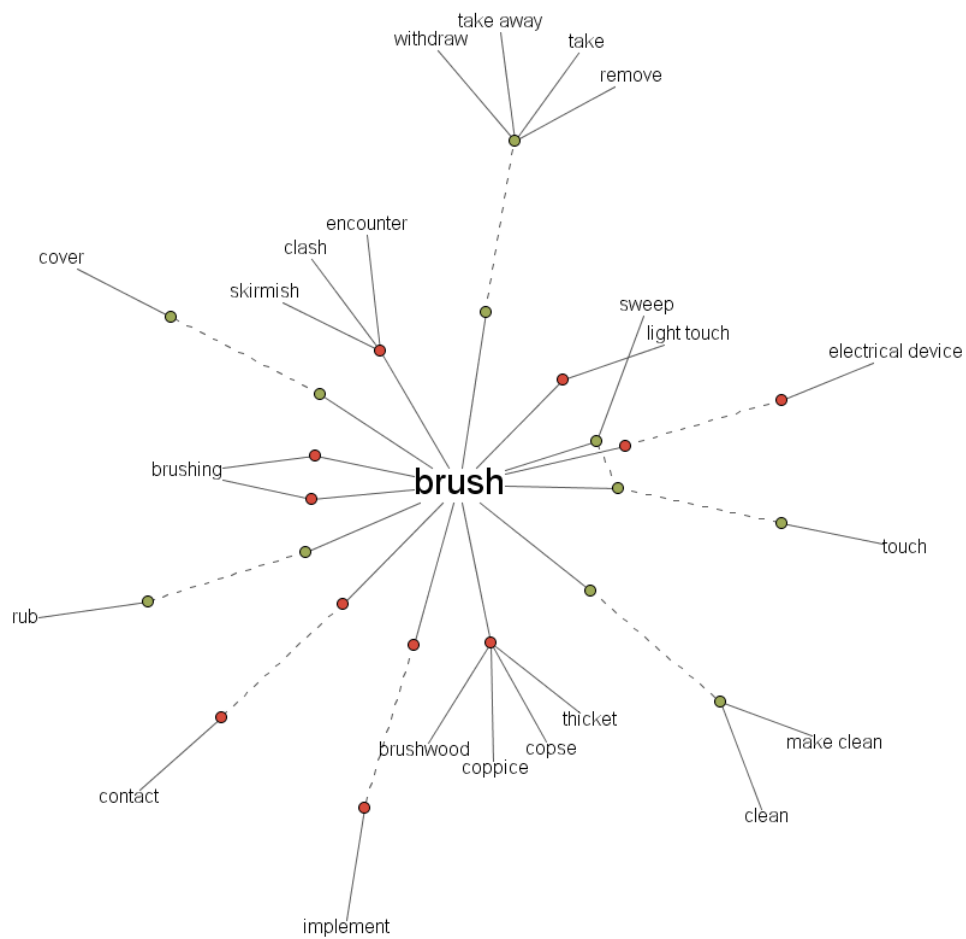 take away
withdraw
take
remove
encounter
clash
cover
skirmish
sweep
light touch
electrical device
brushing
brush
touch
rub
thicket
brushwood
copse
coppice
make clean
contact
clean
implement